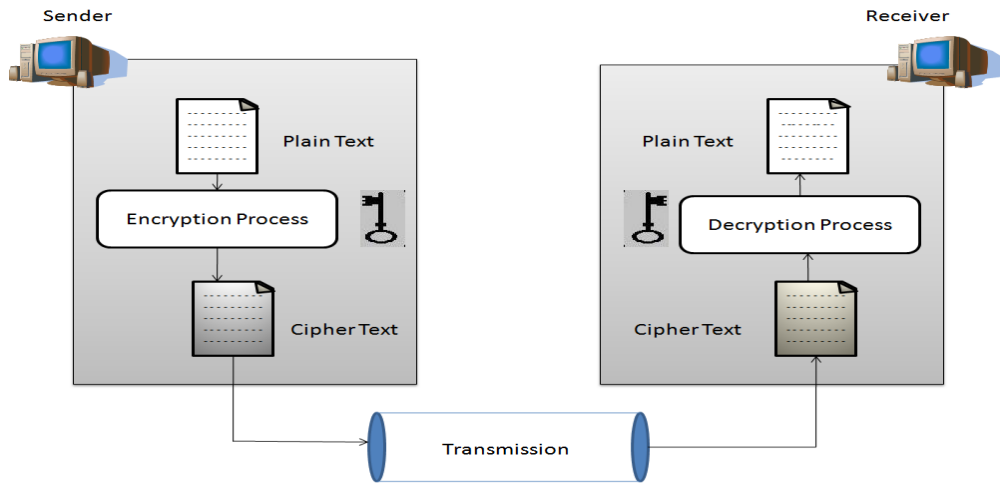 Sender
Receiver
Plain Text
Plain Text
Encryption Process
Decryption Process
Cipher Text
Cipher Text
Transmission